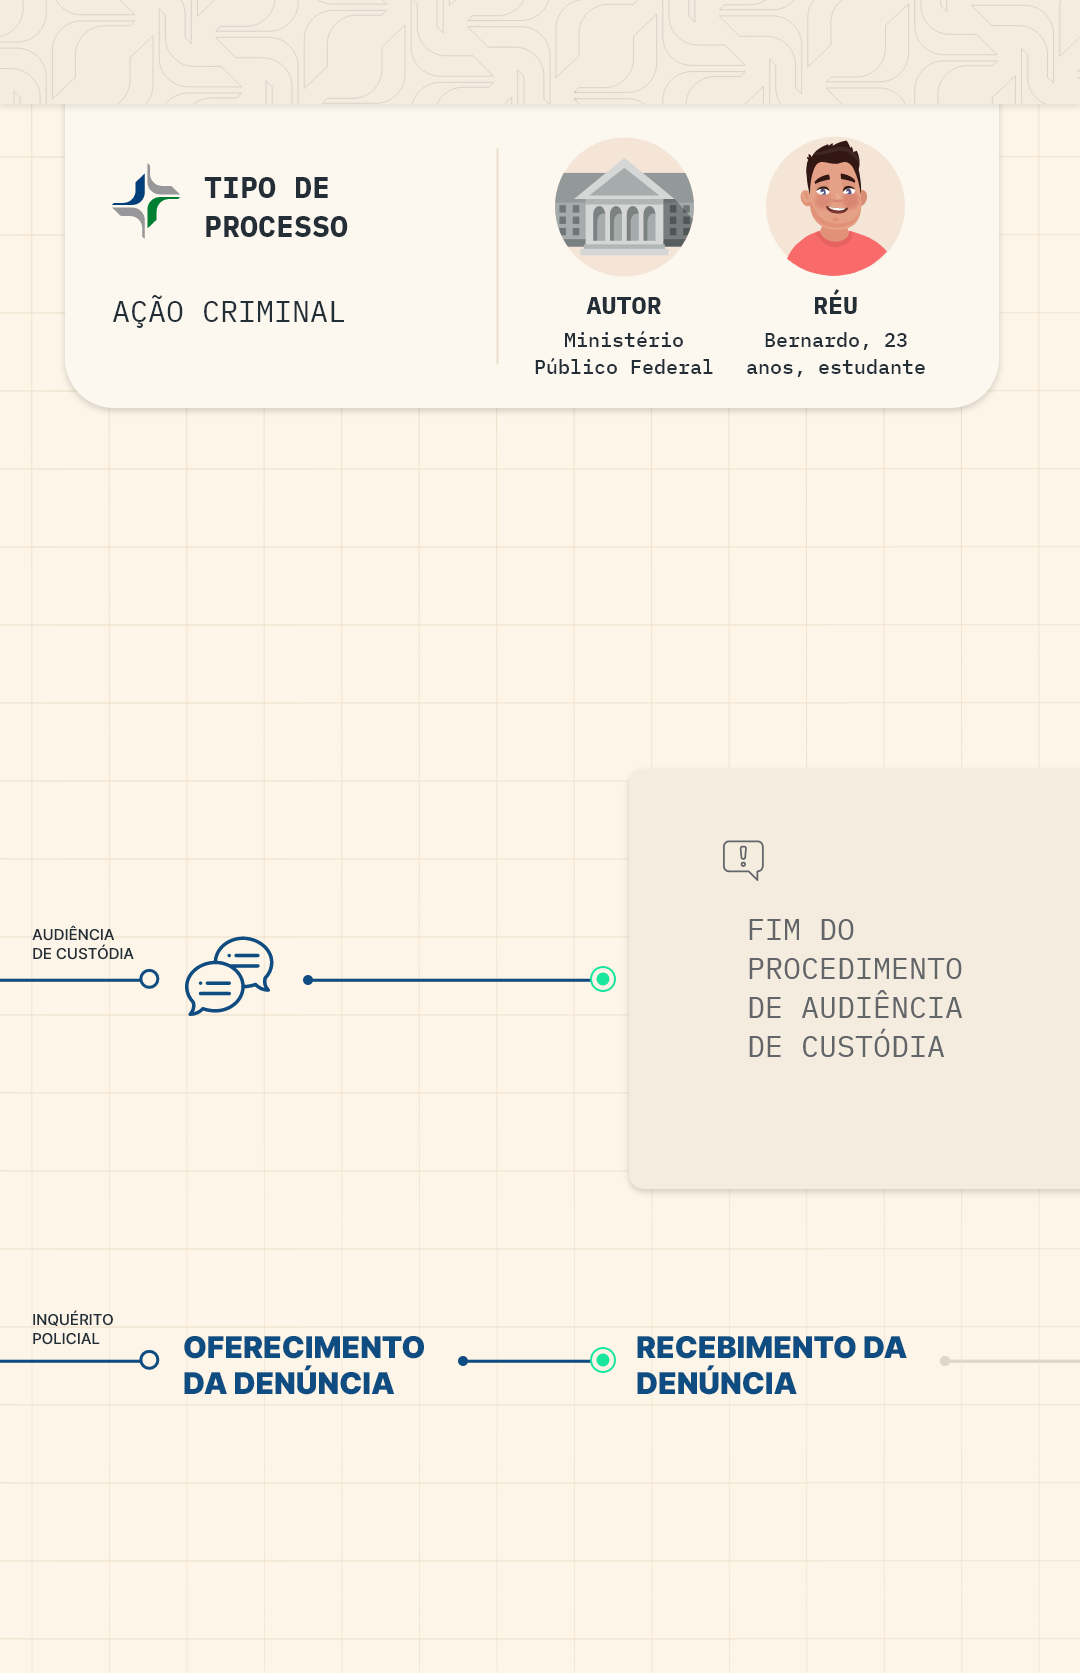 TIPO DE
PROCESSO
AÇÃO CRIMINAL
AUTOR
Ministério
Público Federal
RÉU
Bernardo, 23
anos, estudante
AUDIÊNCIA
DE CUSTÓDIA
FIM DO
PROCEDIMENTO
DE AUDIÊNCIA
DE CUSTÓDIA
INQUÉRITO
POLICIAL
OFERECIMENTO
DA DENÚNCIA
RECEBIMENTO DA
DENÚNCIA